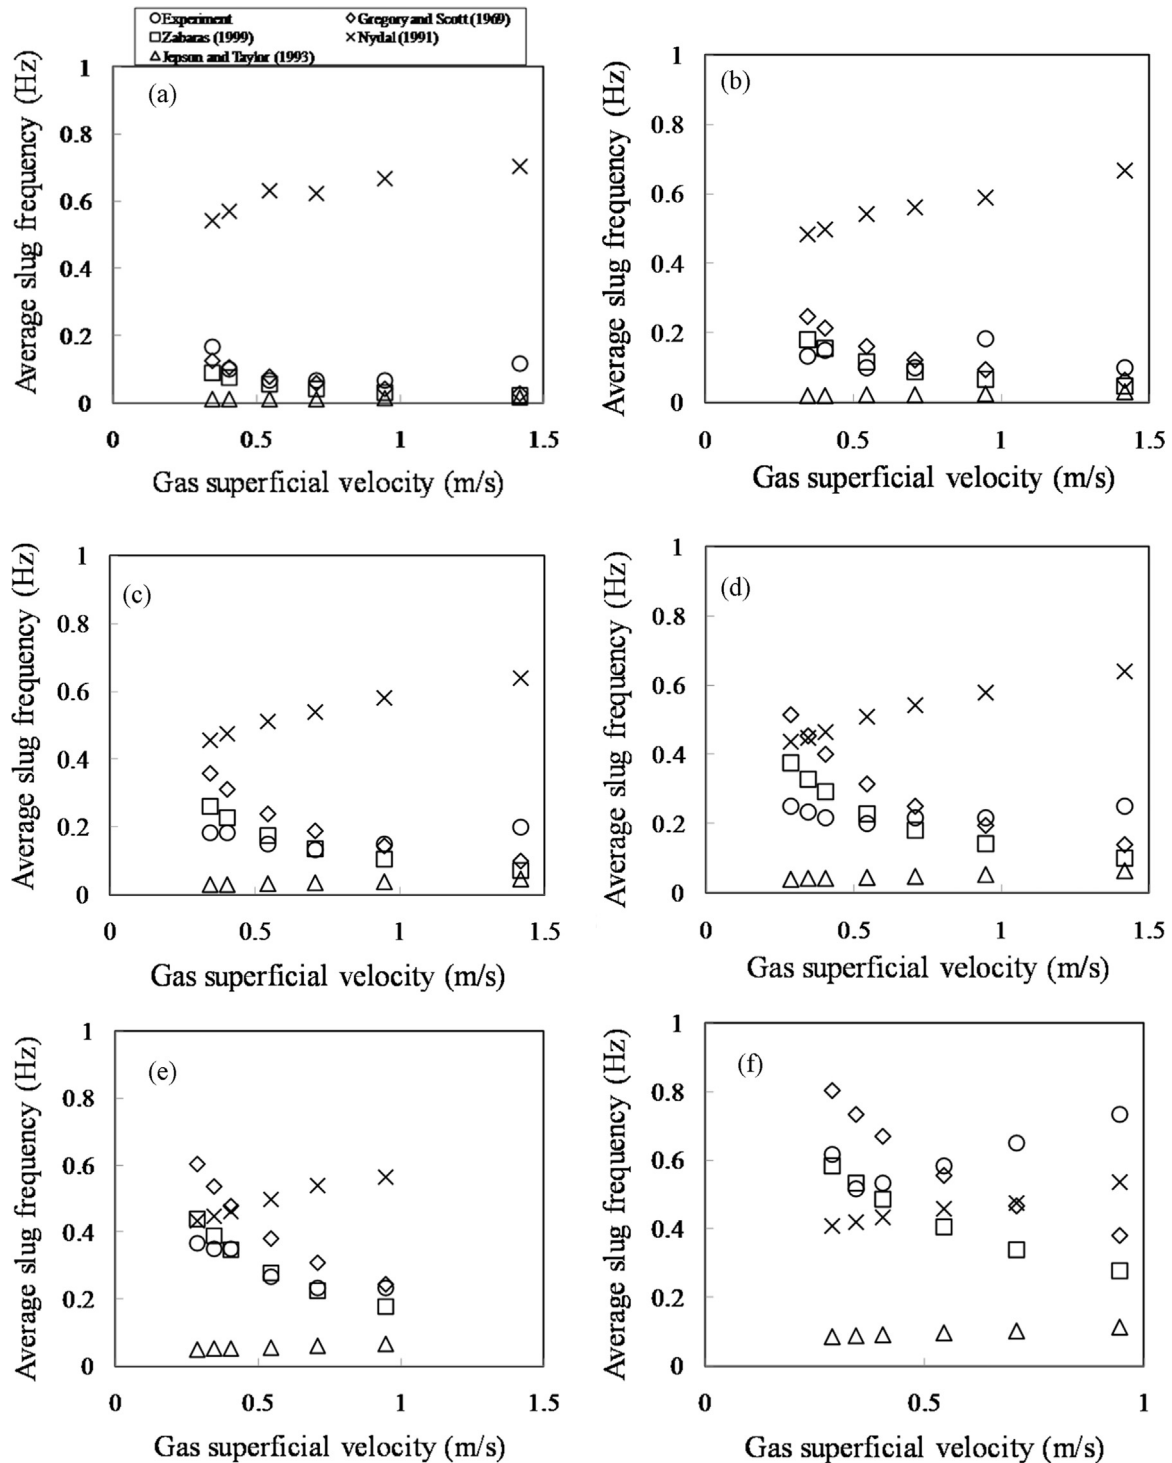 Experiment
Gregory and Scott (1969)
Zabaras (1999)
Nydal (1991)
Jepson and Taylor (1993)
Average slug frequency (Hz)
1
0.8
0.6
0.4
0.2
0
(a)
0
0.5
1
1.5
Gas superficial velocity (m/s)
Average slug frequency (Hz)
1
0.8
0.6
0.4
0.2
0
(b)
0
0.5
1
1.5
Gas superficial velocity (m/s)
Average slug frequency (Hz)
1
0.8
0.6
0.4
0.2
0
(c)
0
0.5
1
1.5
Gas superficial velocity (m/s)
Average slug frequency (Hz)
1
0.8
0.6
0.4
0.2
0
(d)
0
0.5
1
1.5
Gas superficial velocity (m/s)
Average slug frequency (Hz)
1
0.8
0.6
0.4
0.2
0
(e)
0
0.5
1
1.5
Gas superficial velocity (m/s)
Average slug frequency (Hz)
1
0.8
0.6
0.4
0.2
0
(f)
0
0.5
1
Gas superficial velocity (m/s)